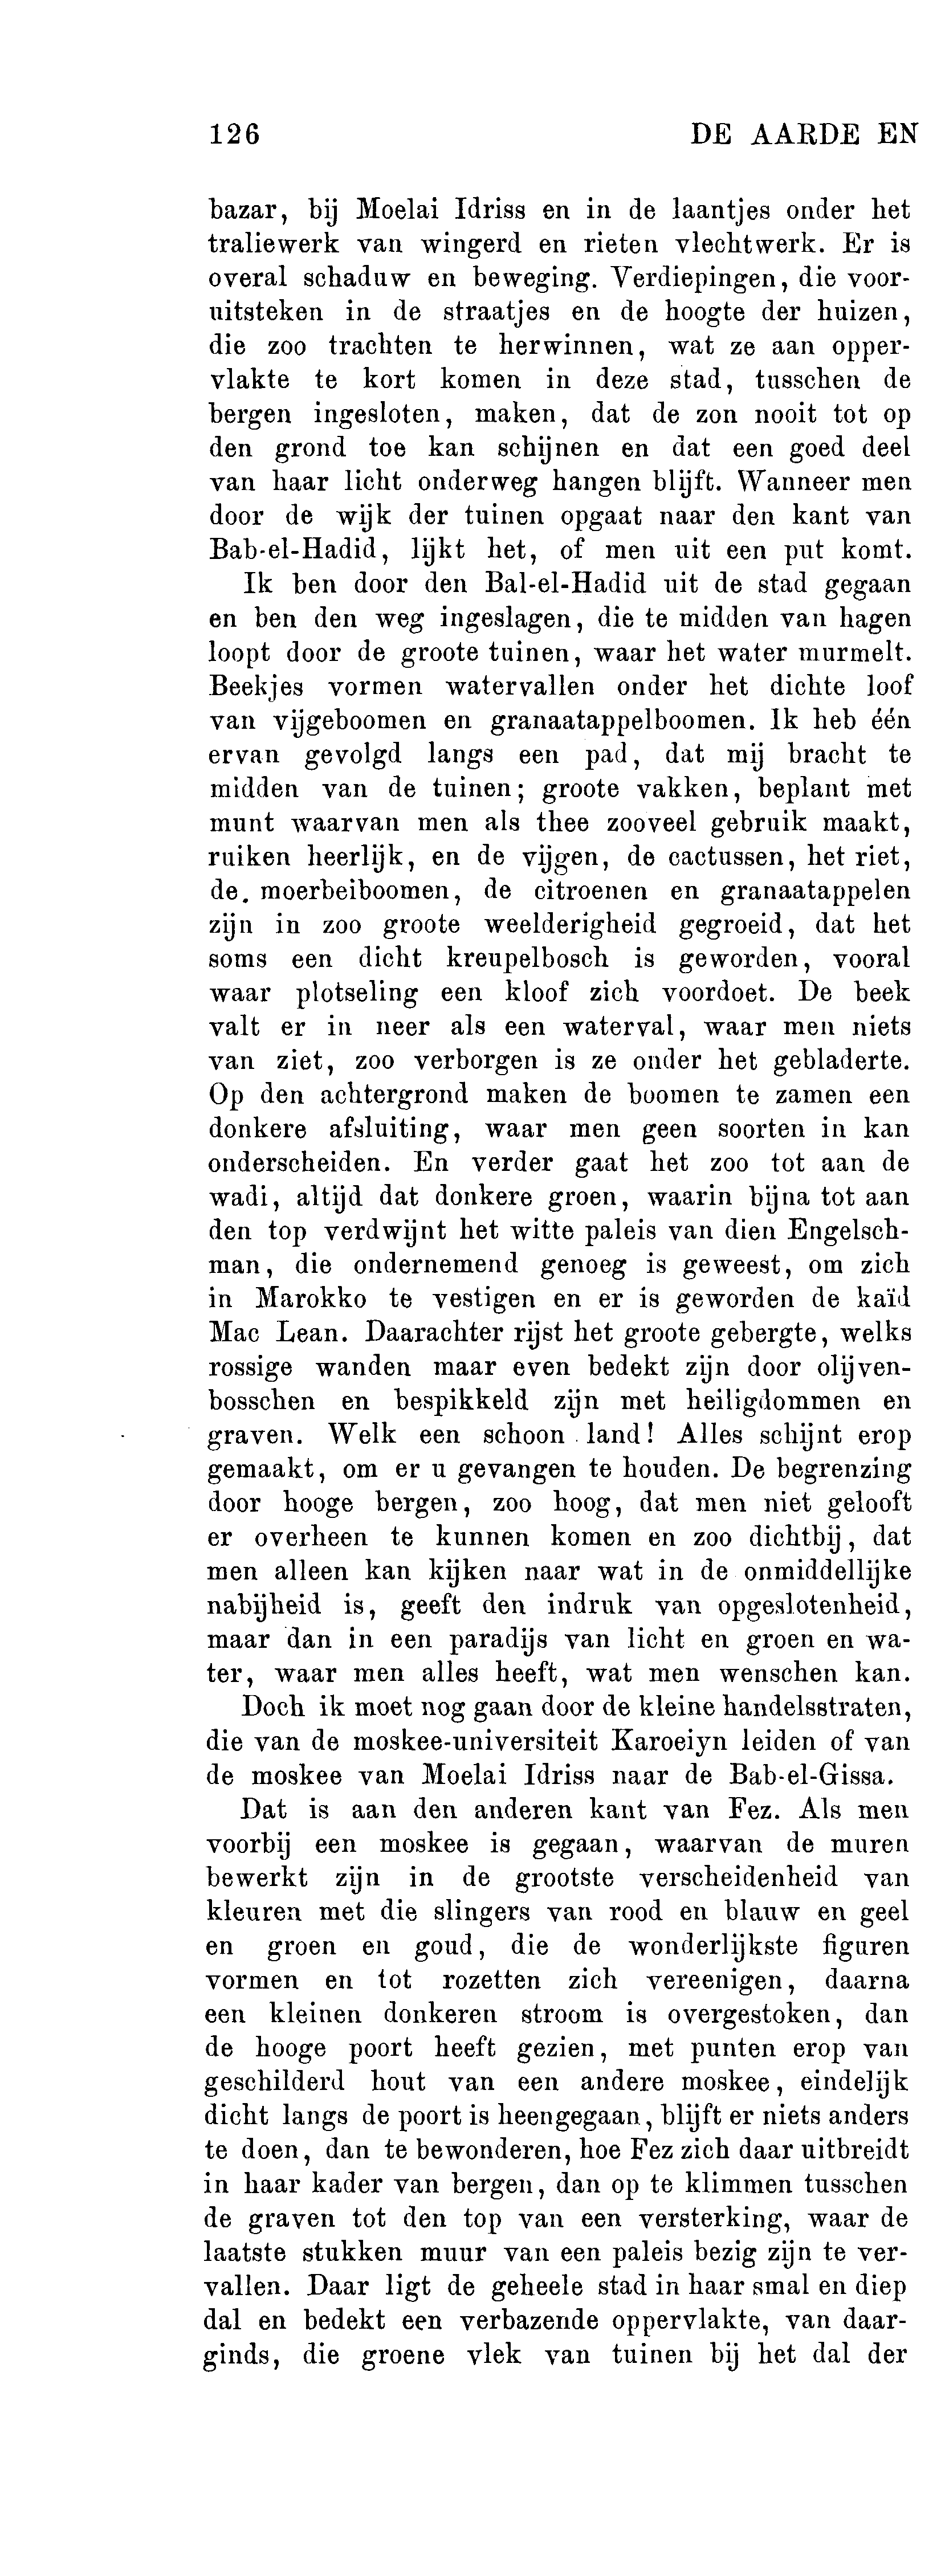 126 DE AARDE EN
bazar, bij Moelai Idriss en in de laantjes onder het
traliewerk van wingerd en rieten vlechtwerk. Er is
overal schaduw en beweging. Verdiepingen, die voor-
uitsteken in de straatjes en de hoogte der huizen,
die zoo trachten te herwinnen, wat ze aan opper-
vlakte te kort komen in deze stad, tusschen de
bergen ingesloten, maken, dat de zon nooit tot op
den grond toe kan schijnen en dat een goed deel
van haar licht onderweg hangen blijft. Wanneer men
door de wijk der tuinen opgaat naar den kant van
Bab-el-Hadid, lijkt het, of men uit een put komt.
Ik ben door den Bal-el-Hadid uit de stad gegaan
en ben den weg ingeslagen, die te midden van hagen
loopt door de groote tuinen, waar het water murmelt.
Beekjes vormen watervallen onder het dichte loof
van vijgeboomen en granaatappelboomen. Ik heb één
ervan gevolgd langs een pad, dat mij bracht te
midden van de tuinen; groote vakken, beplant met
munt waarvan men als thee zooveel gebruik maakt,
ruiken heerlijk, en de vijgen, de cactussen, het riet,
de. moerbeiboomen, de citroenen en granaatappelen
zijn in zoo groote weelderigheid gegroeid, dat het
soms een dicht kreupelbosch is geworden, vooral
waar plotseling een kloof zich voordoet. De beek
valt er in neer als een waterval, waar men niets
van ziet, zoo verborgen is ze onder het gebladerte.
Op den achtergrond maken de boomen te zamen een
donkere afsluiting, waar men geen soorten in kan
onderscheiden. En verder gaat het zoo tot aan de
wadi, altijd dat donkere groen, waarin bijna tot aan
den top verdwijnt het witte paleis van dien Engelsch-
man, die ondernemend genoeg is geweest, om zich
in Marokko te vestigen en er is geworden de kaïd
Mac Lean. Daarachter rijst het groote gebergte, welks
rossige wanden maar even bedekt zijn door olijven-
bosschen en bespikkeld zijn met heiligdommen en
graven. Welk een schoon land! Alles schijnt erop
gemaakt, om er u gevangen te houden. De begrenzing
door hooge bergen, zoo hoog, dat men niet gelooft
er overheen te kunnen komen en zoo dichtbij, dat
men alleen kan kijken naar wat in de onmiddellijke
nabijheid is, geeft den indruk van opgeslotenheid,
maar dan in een paradijs van licht en groen en wa-
ter, waar men alles heeft, wat men wenschen kan.
Doch ik moet nog gaan door de kleine handelsstraten,
die van de moskee-universiteit Karoeiyn leiden of van
de moskee van Moelai Idriss naar de Bab-el-Gissa.
Dat is aan den anderen kant van Fez. Als men
voorbij een moskee is gegaan, waarvan de muren
bewerkt zijn in de grootste verscheidenheid van
kleuren met die slingers van rood en blauw en geel
en groen en goud, die de wonderlijkste figuren
vormen en tot rozetten zich vereenigen, daarna
een kleinen donkeren stroom is overgestoken, dan
de hooge poort heeft gezien, met punten erop van
geschilderd hout van een andere moskee, eindelijk
dicht langs de poort is heengegaan, blijft er niets anders
te doen, dan te bewonderen, hoe Fez zich daar uitbreidt
in haar kader van bergen, dan op te klimmen tusschen
de graven tot den top van een versterking, waar de
laatste stukken muur van een paleis bezig zijn te ver-
vallen. Daar ligt de geheele stad in haar smal en diep
dal en bedekt een verbazende oppervlakte, van daar-
ginds, die groene vlek van tuinen bij het dal der